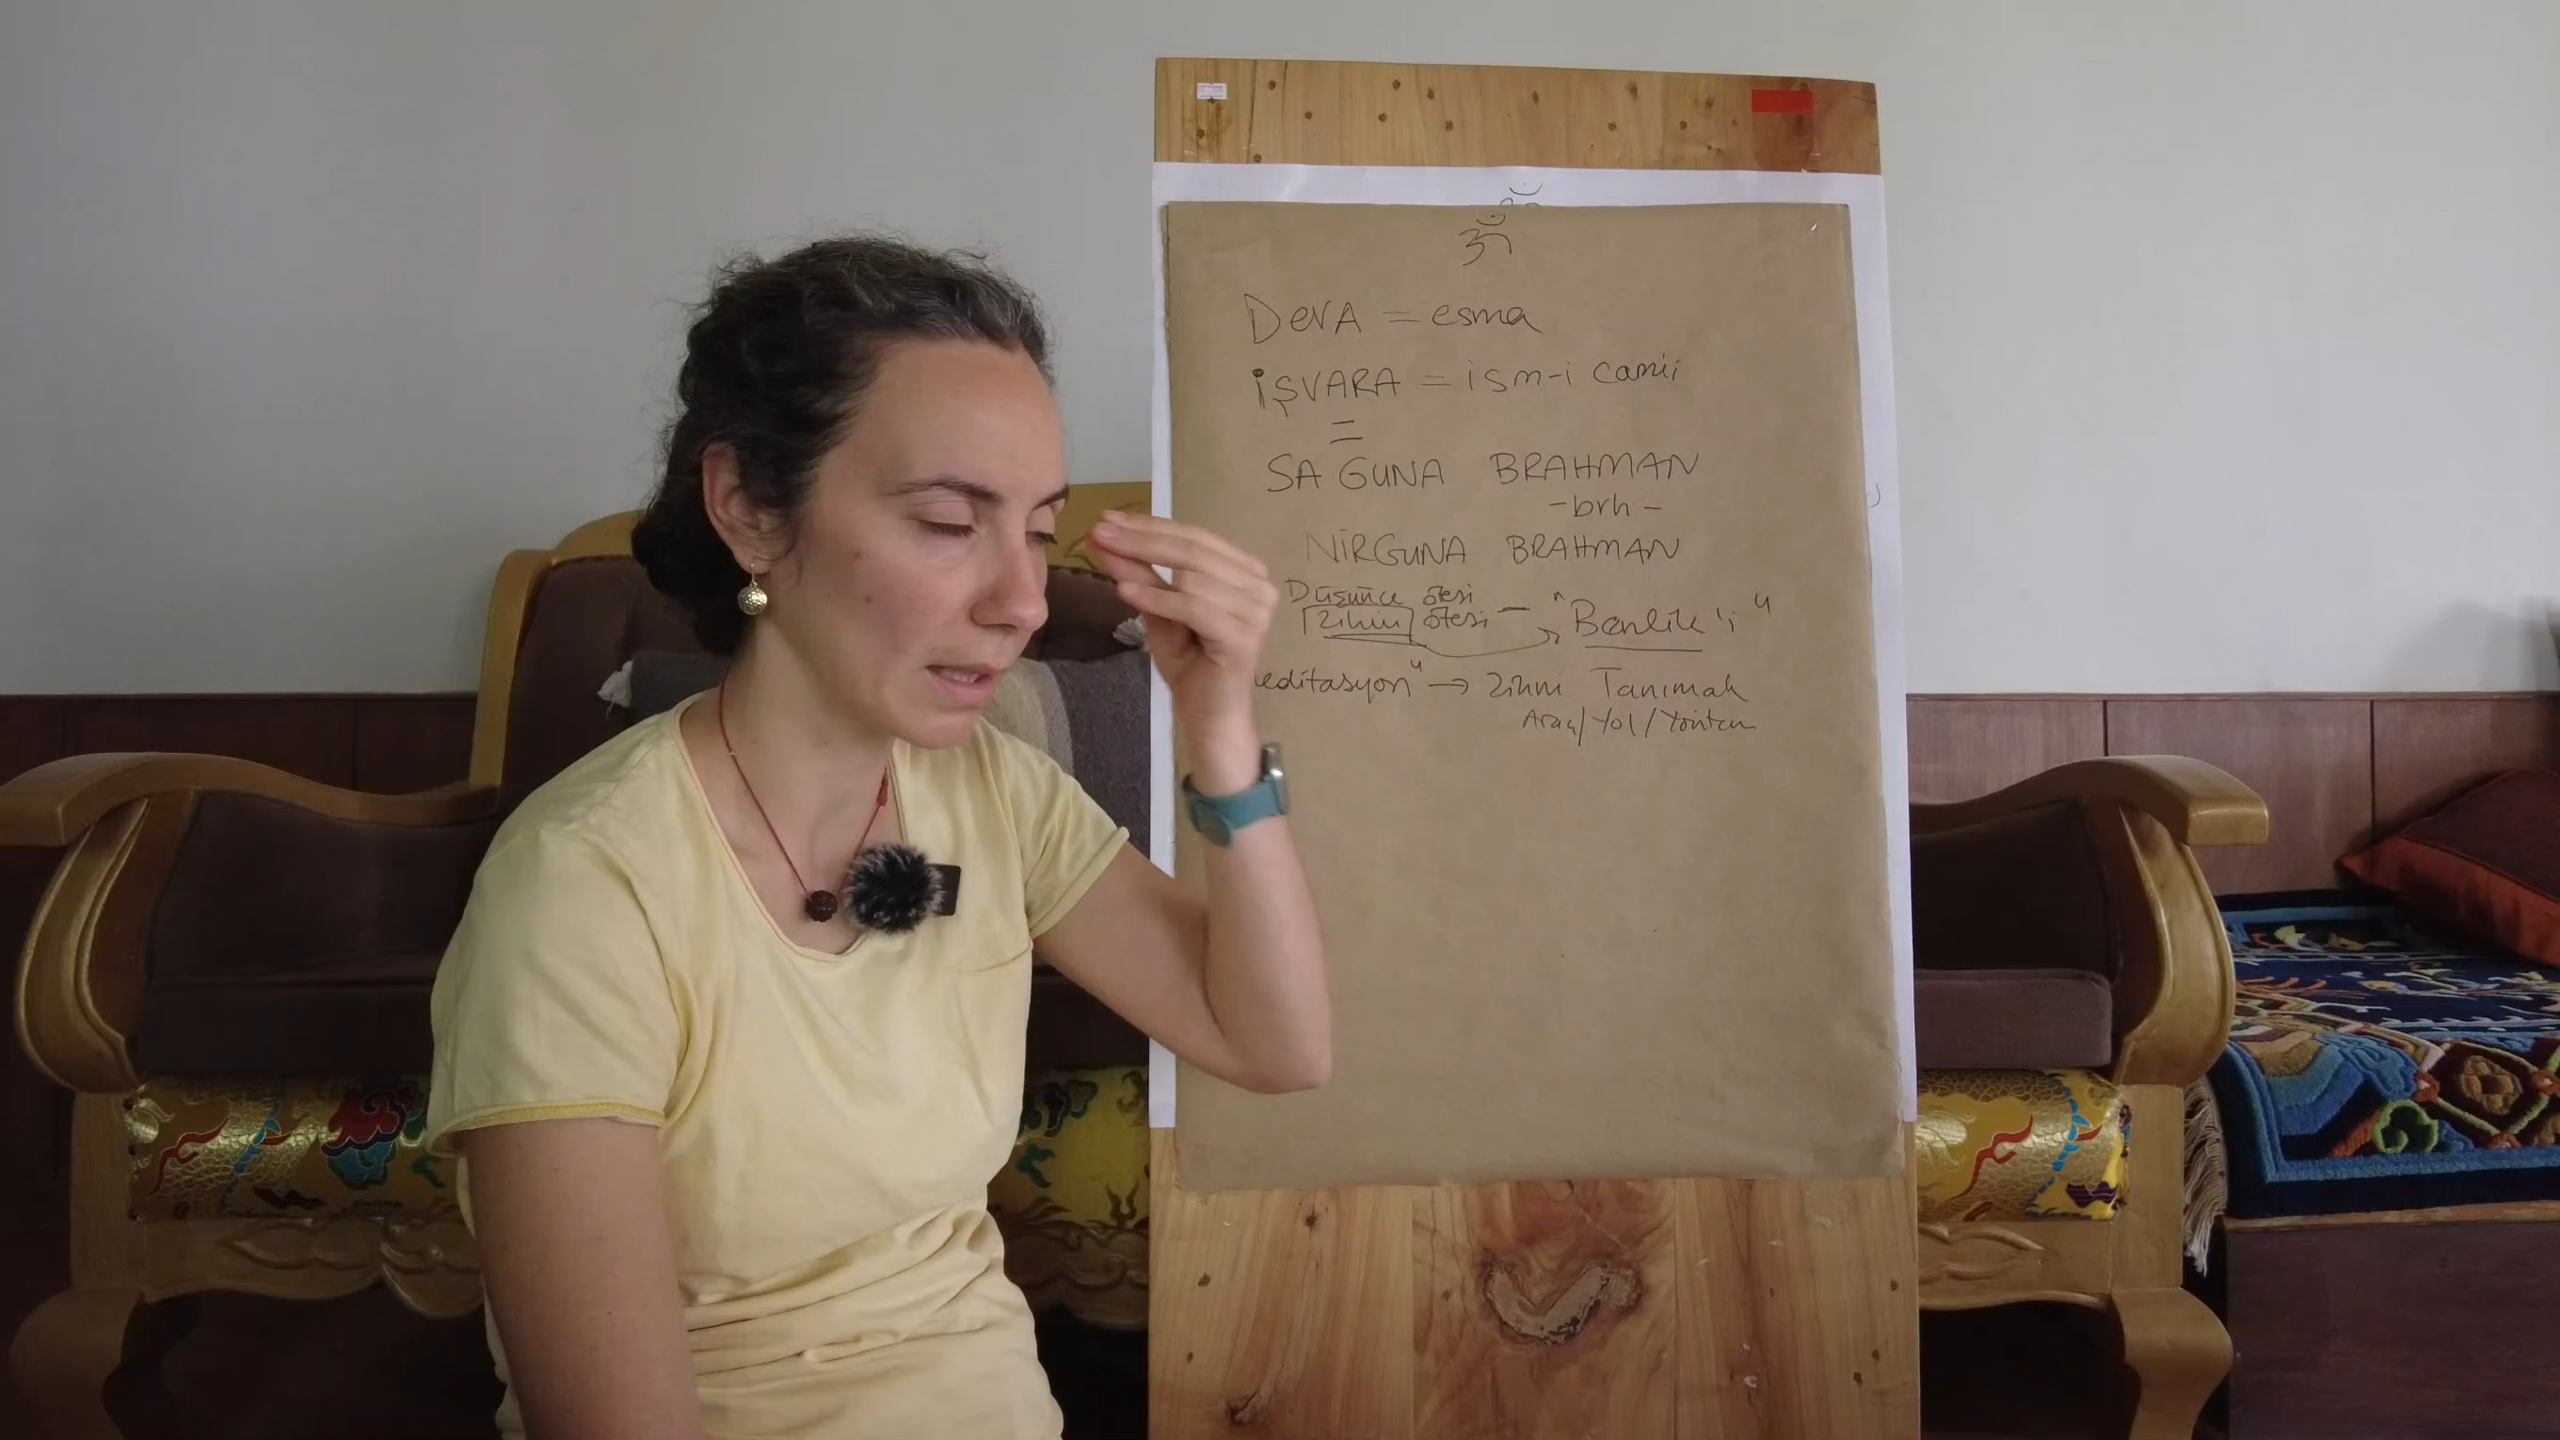 ॐ
DevA = esma
iŞVARA = ism-i camii
=
SA GUNA BRAHMAN
-brh-
NİRGUNA BRAHMAN
Düşünce ötesi
Zihin ötesi — "Benlik'i"
editasyon" → Zihni Tanımak
Araç/Yol/Yöntem